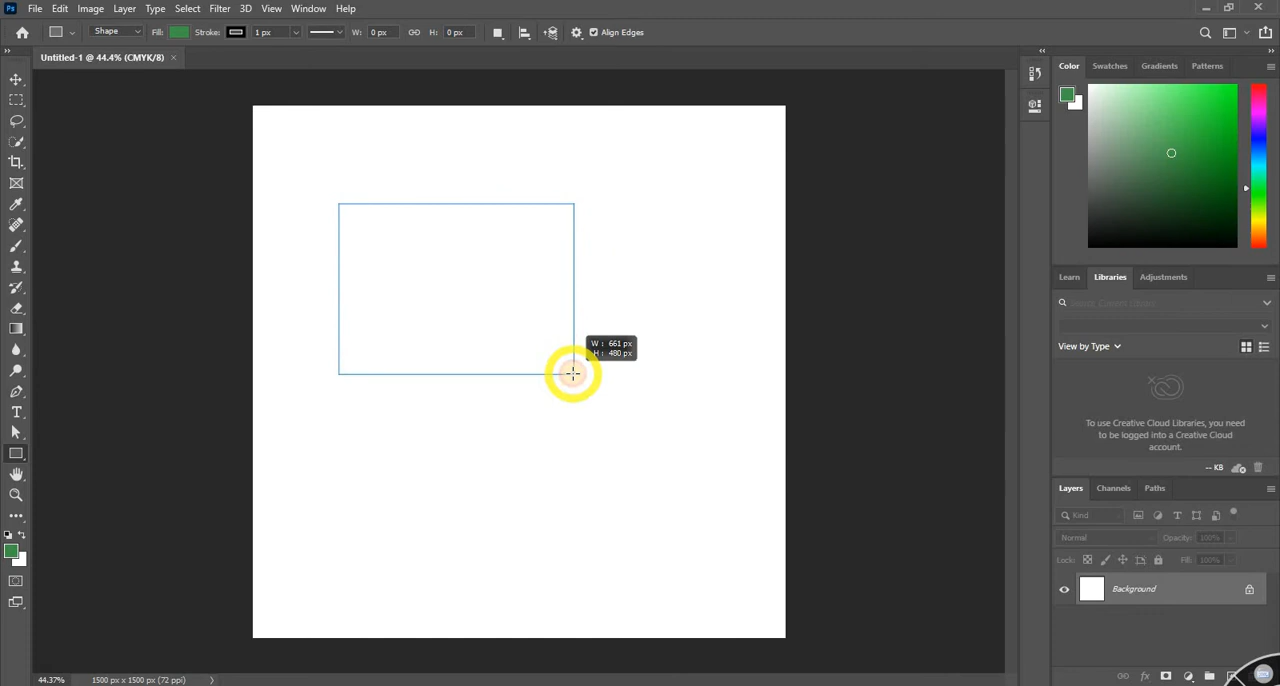 Ps File Edit Image Layer Type Select Filter 3D View Window Help
Shape Fill: Stroke: 1 px W: 0 px H: 0 px Align Edges
Untitled-1 @ 44.4% (CMYK/8) ×
Color Swatches Gradients Patterns
W : 661 px
H : 480 px
Learn Libraries Adjustments
View by Type
To use Creative Cloud Libraries, you
need to be logged into a Creative Cloud
account.
-- KB
Layers Channels Paths
Kind
Normal Opacity: 100%
Lock: Fill: 100%
Background
44.37% 1500 px x 1500 px (72 ppi)